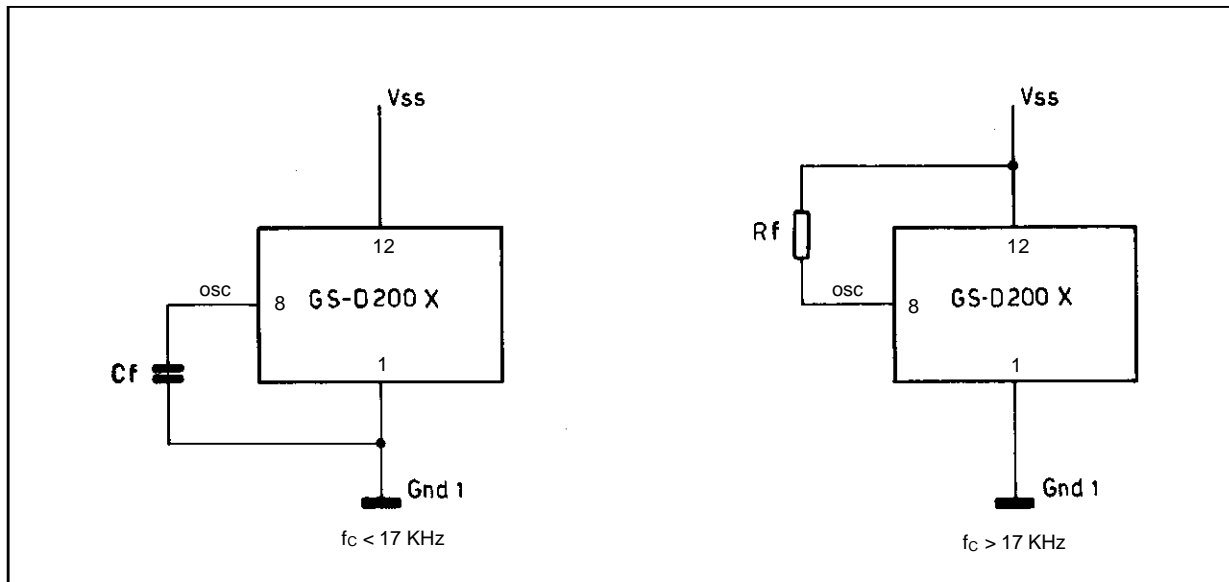 Vss
12
osc
8
GS-D200 X
1
Cf
Gnd 1
fC < 17 KHz
Vss
Rf
12
osc
8
GS-D200 X
1
Gnd 1
fC > 17 KHz